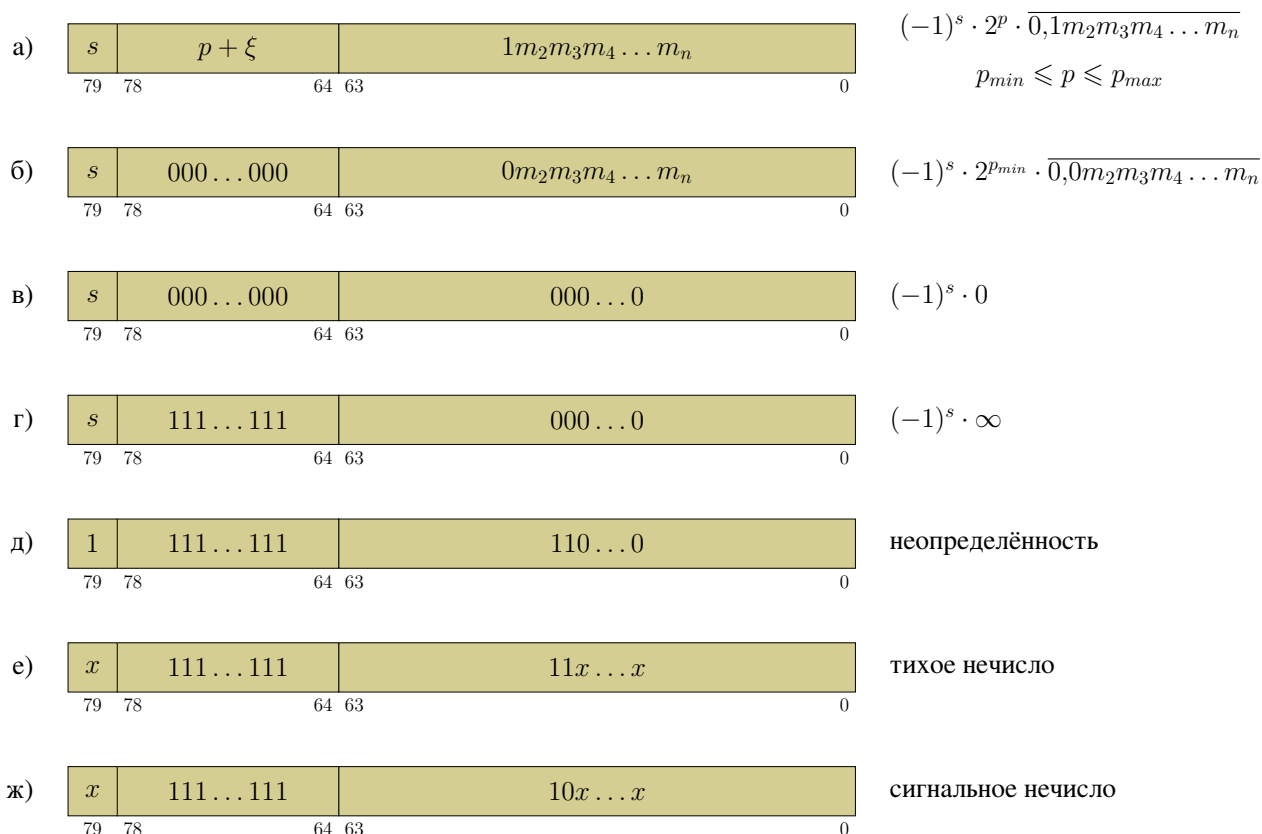 а) s p + ξ 1m₂m₃m₄ … mₙ (−1)ˢ · 2ᵖ · 0,1m₂m₃m₄ … mₙ
79 78 64 63 0 p_min ⩽ p ⩽ p_max
б) s 000 … 000 0m₂m₃m₄ … mₙ (−1)ˢ · 2^{p_min} · 0,0m₂m₃m₄ … mₙ
79 78 64 63 0
в) s 000 … 000 000 … 0 (−1)ˢ · 0
79 78 64 63 0
г) s 111 … 111 000 … 0 (−1)ˢ · ∞
79 78 64 63 0
д) 1 111 … 111 110 … 0 неопределённость
79 78 64 63 0
е) x 111 … 111 11x … x тихое нечисло
79 78 64 63 0
ж) x 111 … 111 10x … x сигнальное нечисло
79 78 64 63 0